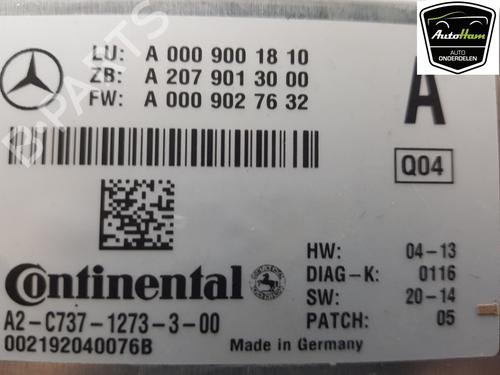 LU: A 000 900 18 10
ZB: A 207 901 30 00
FW: A 000 902 76 32
A
Q04
Continental
HW: 04-13
DIAG-K: 0116
SW: 20-14
PATCH: 05
A2-C737-1273-3-00
002192040076B
Made in Germany
AutoHam
AUTO
ONDERDELEN
B-PARTS